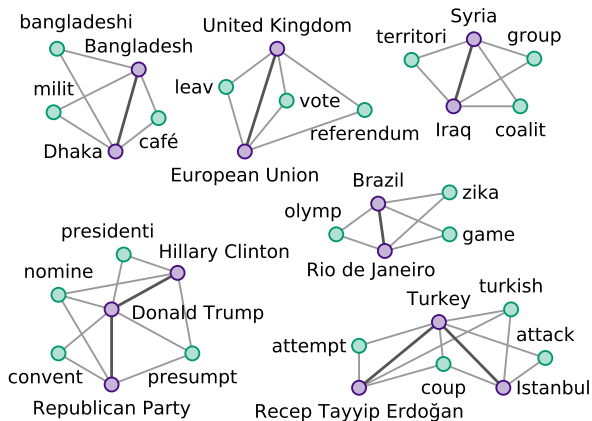 bangladeshi
Bangladesh
milit
café
Dhaka
United Kingdom
leav
vote
referendum
European Union
Syria
territori
group
Iraq
coalit
Brazil
zika
olymp
game
Rio de Janeiro
presidenti
Hillary Clinton
nomine
Donald Trump
convent
presumpt
Republican Party
Turkey
turkish
attempt
attack
coup
Istanbul
Recep Tayyip Erdoğan